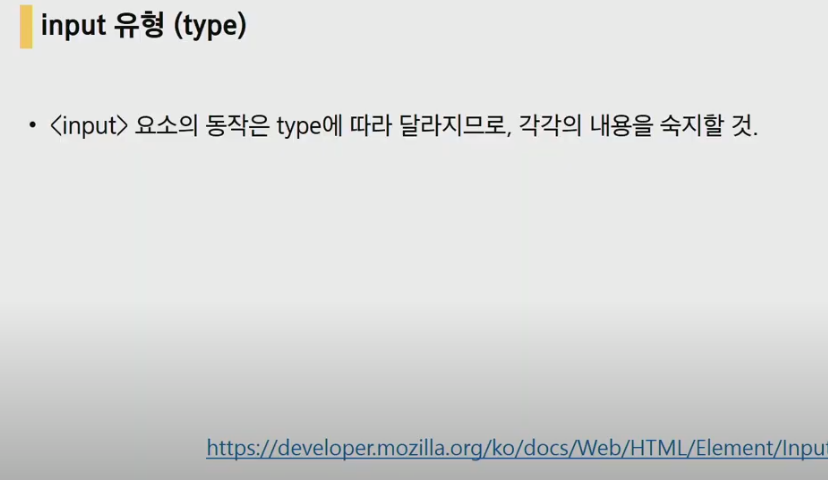 input 유형 (type)
• <input> 요소의 동작은 type에 따라 달라지므로, 각각의 내용을 숙지할 것.
https://developer.mozilla.org/ko/docs/Web/HTML/Element/Input